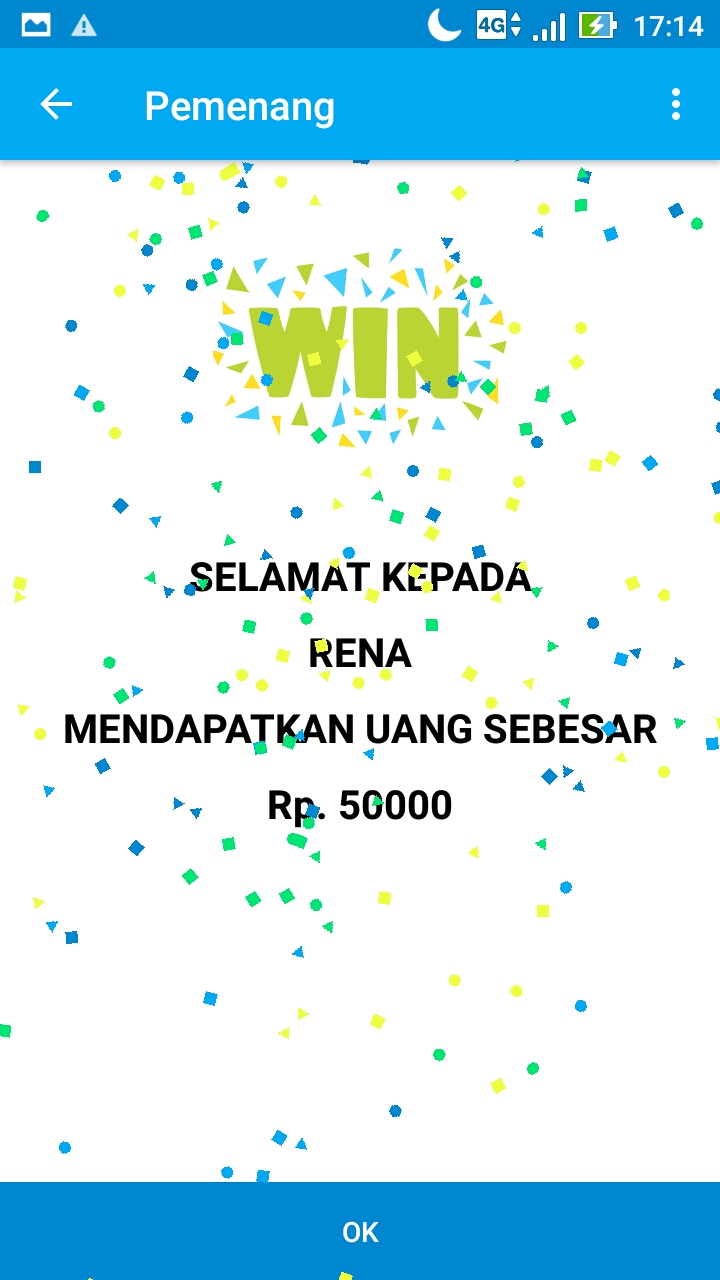 4G 17:14
Pemenang
WIN
SELAMAT KEPADA
RENA
MENDAPATKAN UANG SEBESAR
Rp. 50000
OK